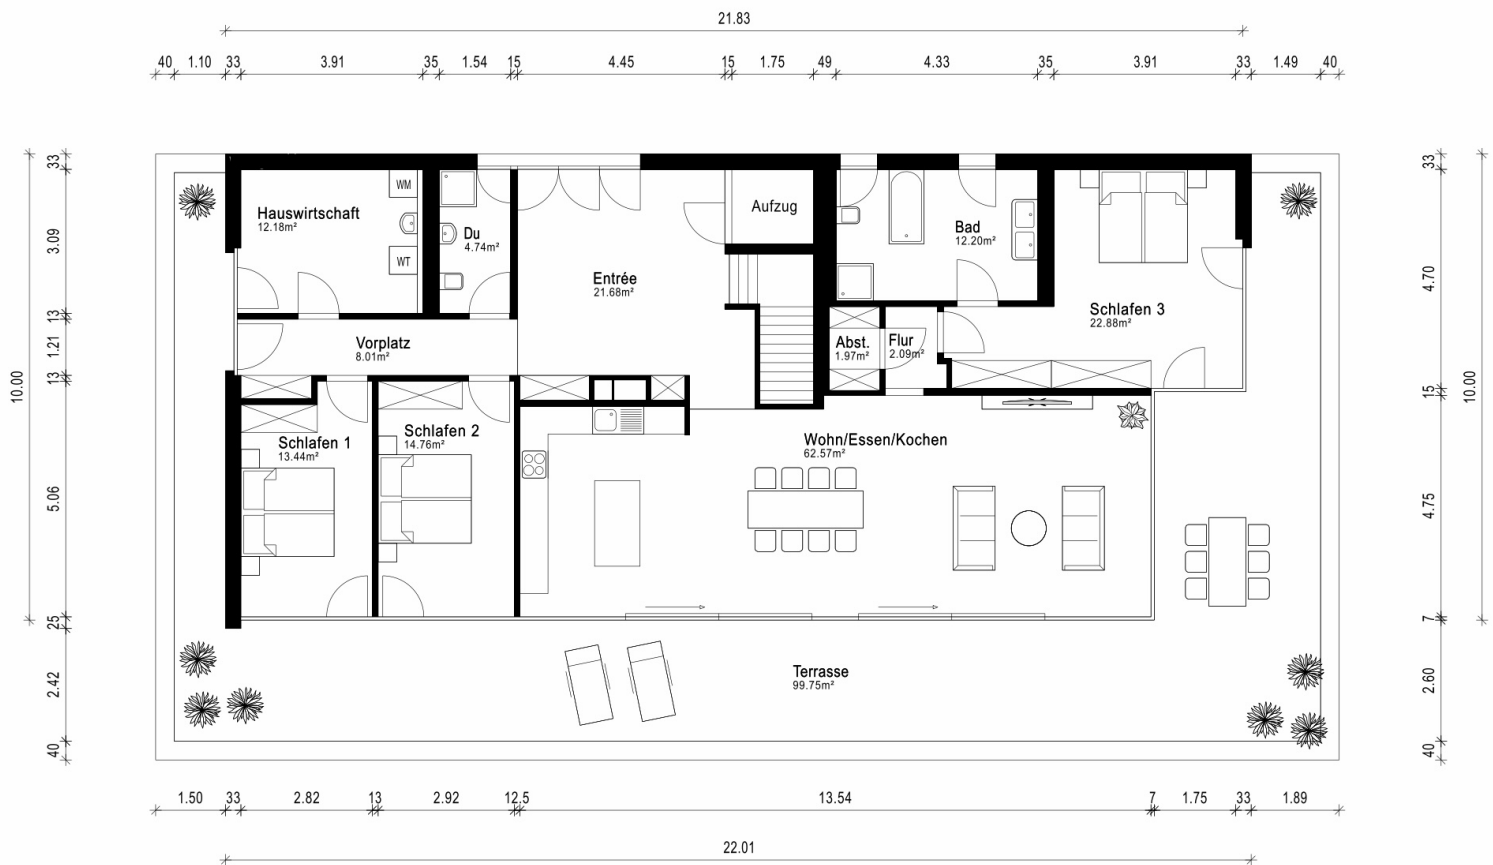 21.83
40 1.10 33 3.91 35 1.54 15 4.45 15 1.75 49 4.33 35 3.91 33 1.49 40
10.00
33
3.09
13
1.21
13
5.06
25
2.42
40
Hauswirtschaft
12.18m²
WM
WT
Du
4.74m²
Entrée
21.68m²
Aufzug
Bad
12.20m²
Schlafen 3
22.88m²
Vorplatz
8.01m²
Abst.
1.97m²
Flur
2.09m²
Schlafen 1
13.44m²
Schlafen 2
14.76m²
Wohn/Essen/Kochen
62.57m²
Terrasse
99.75m²
33
4.70
15
4.75
7
2.60
40
10.00
1.50 33 2.82 13 2.92 12.5 13.54 7 1.75 33 1.89
22.01